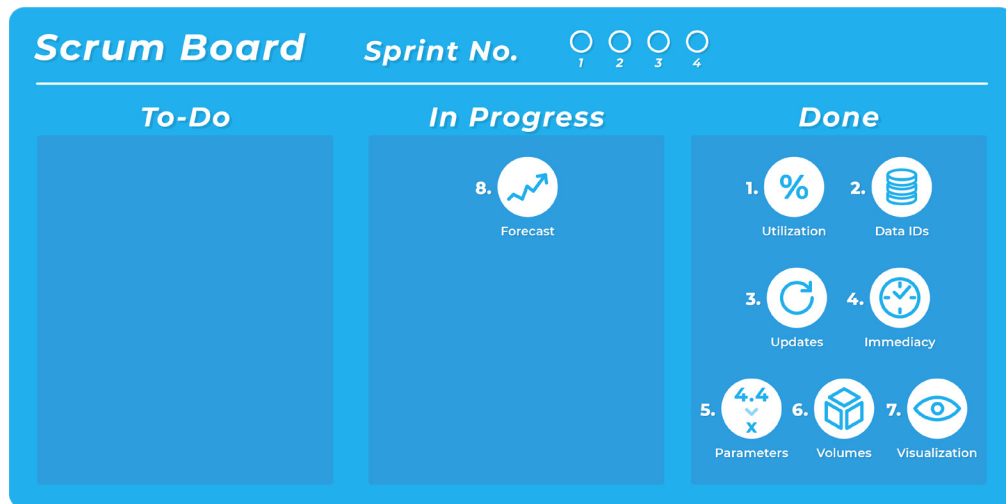 Scrum Board
Sprint No.
1 2 3 4
To-Do
In Progress
Done
8.
Forecast
1. %
Utilization
2.
Data IDs
3.
Updates
4.
Immediacy
5. 4.4
x
Parameters
6.
Volumes
7.
Visualization